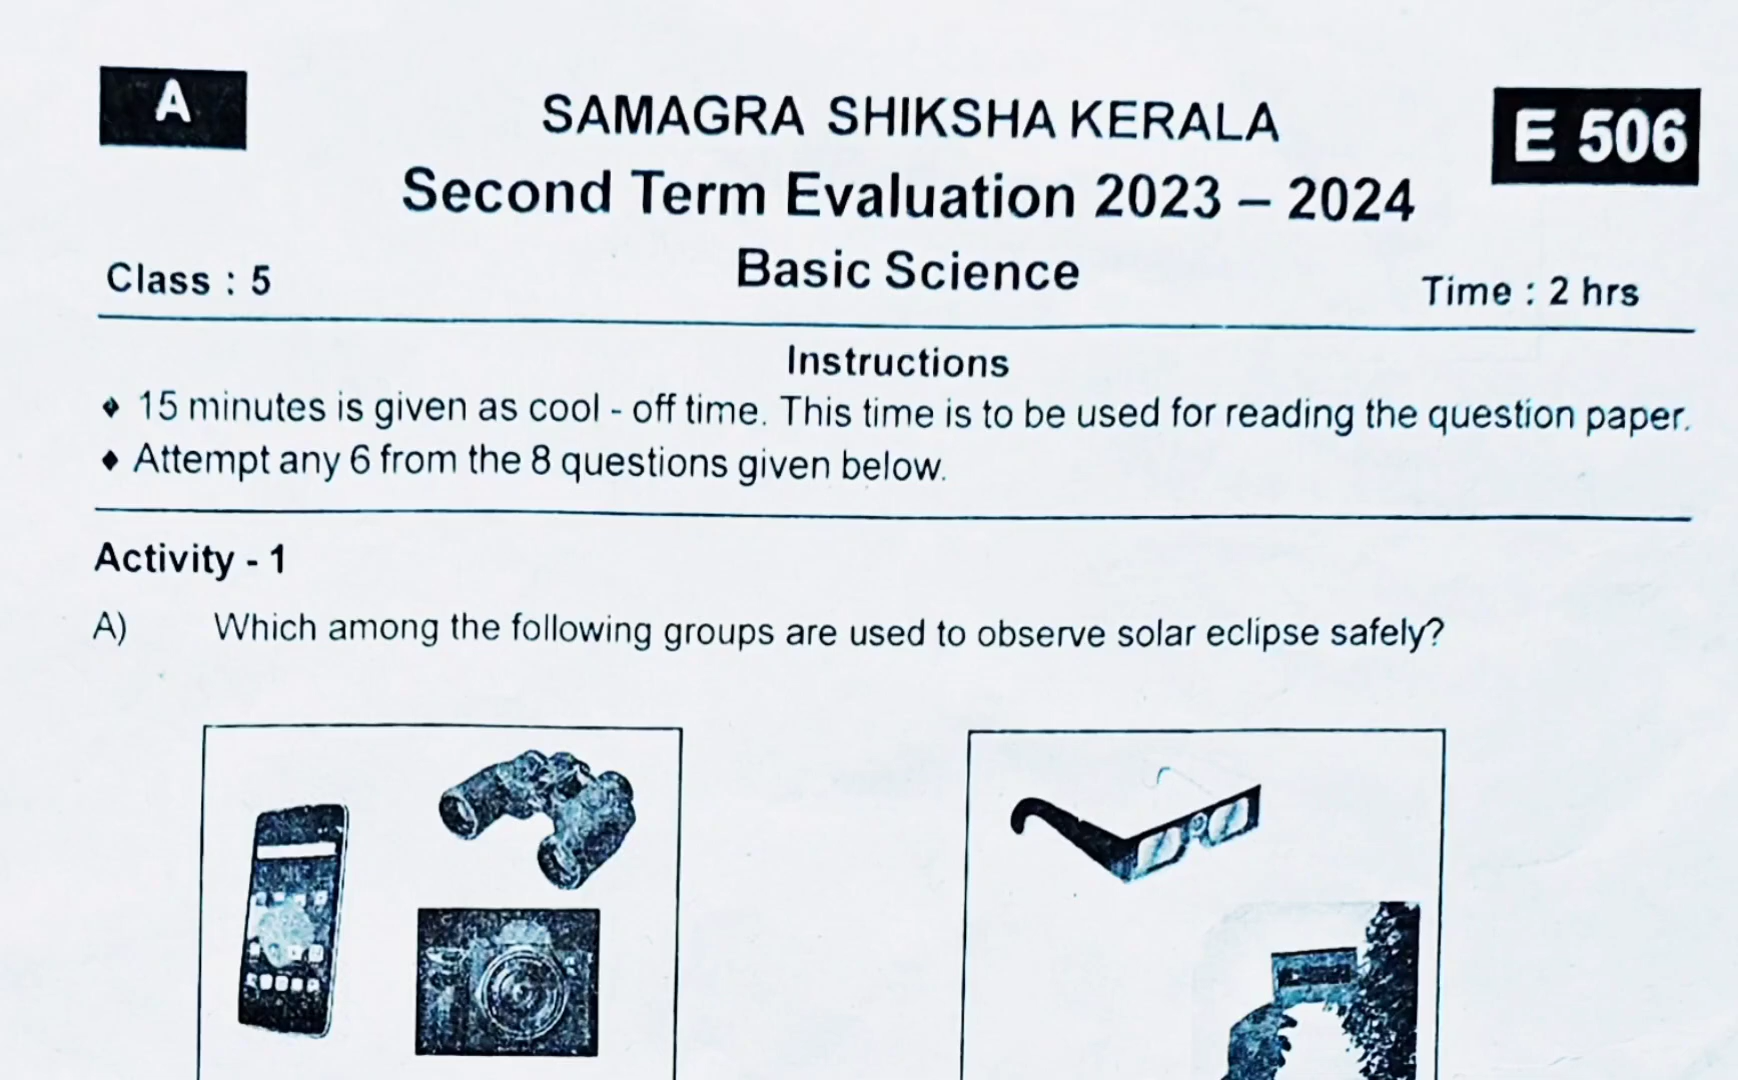 A
SAMAGRA SHIKSHA KERALA
E 506
Second Term Evaluation 2023 – 2024
Basic Science
Class : 5
Time : 2 hrs
Instructions
♦ 15 minutes is given as cool - off time. This time is to be used for reading the question paper.
♦ Attempt any 6 from the 8 questions given below.
Activity - 1
A) Which among the following groups are used to observe solar eclipse safely?